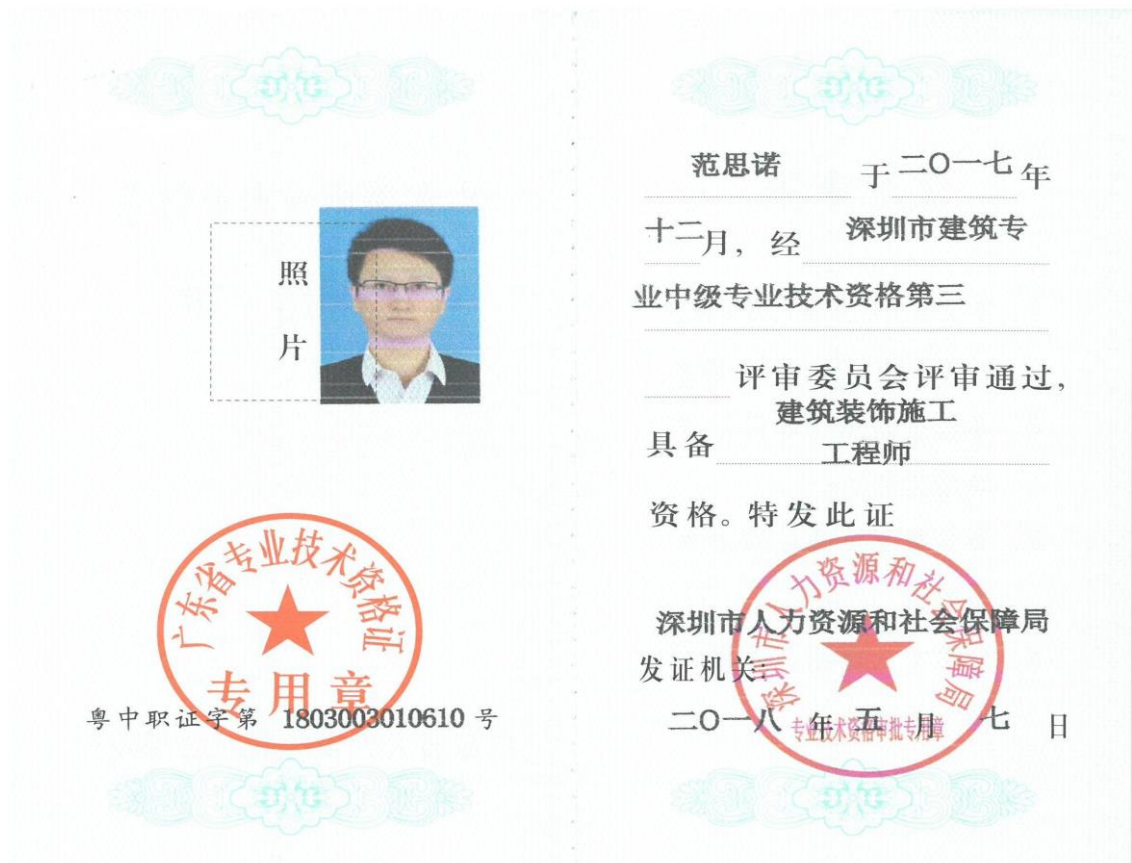 照
片
广东省专业技术资格证
专用章
粤中职证字第 1803003010610 号
范思诺 于 二O一七 年
十二月，经 深圳市建筑专
业中级专业技术资格第三
评审委员会评审通过，
建筑装饰施工
具备 工程师
资格。特发此证
深圳市人力资源和社会保障局
深圳市人力资源和社会保障局
发证机关：
二O一八 年 五 月 七 日
专业技术资格审批专用章